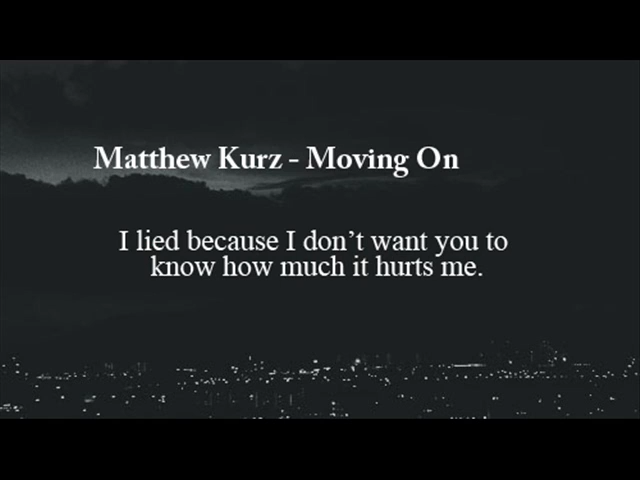 Matthew Kurz - Moving On
I lied because I don’t want you to
know how much it hurts me.